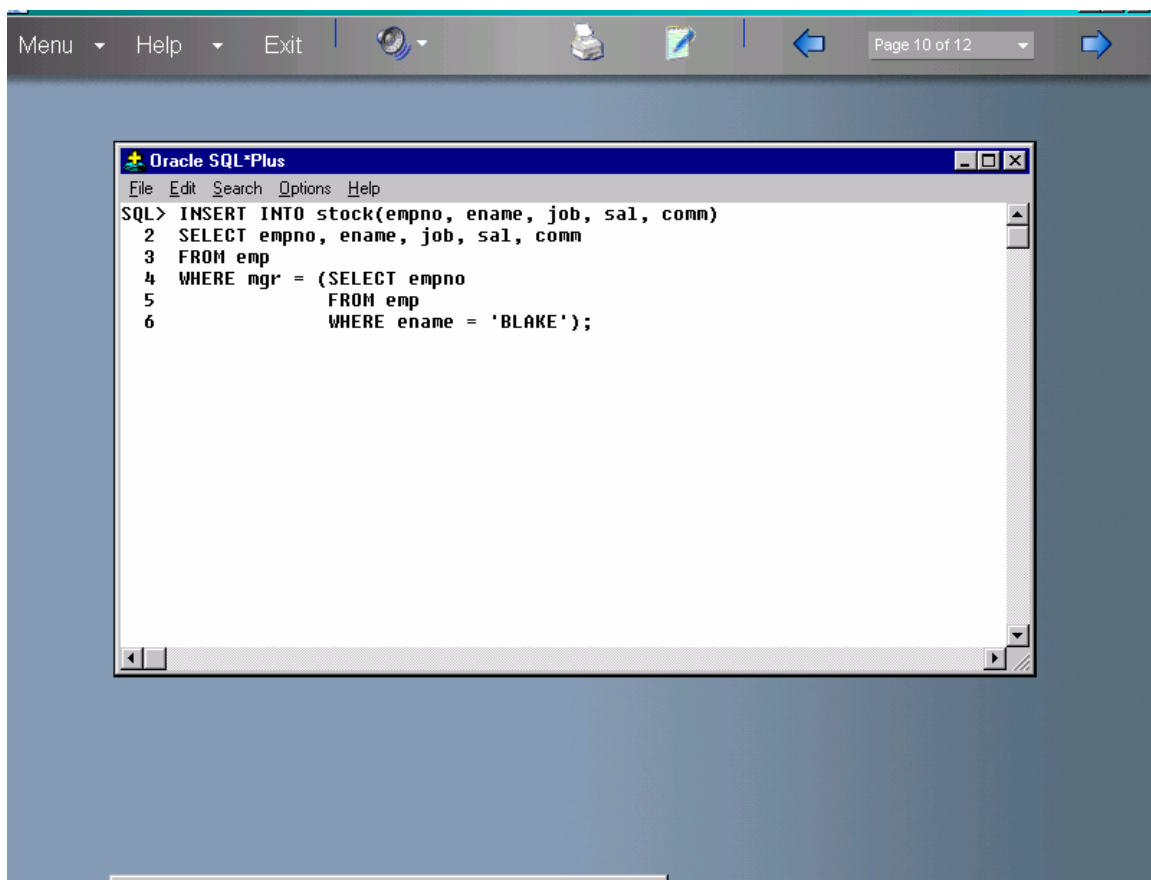 Menu Help Exit Page 10 of 12
Oracle SQL*Plus
File Edit Search Options Help
SQL> INSERT INTO stock(empno, ename, job, sal, comm)
2 SELECT empno, ename, job, sal, comm
3 FROM emp
4 WHERE mgr = (SELECT empno
5 FROM emp
6 WHERE ename = 'BLAKE');